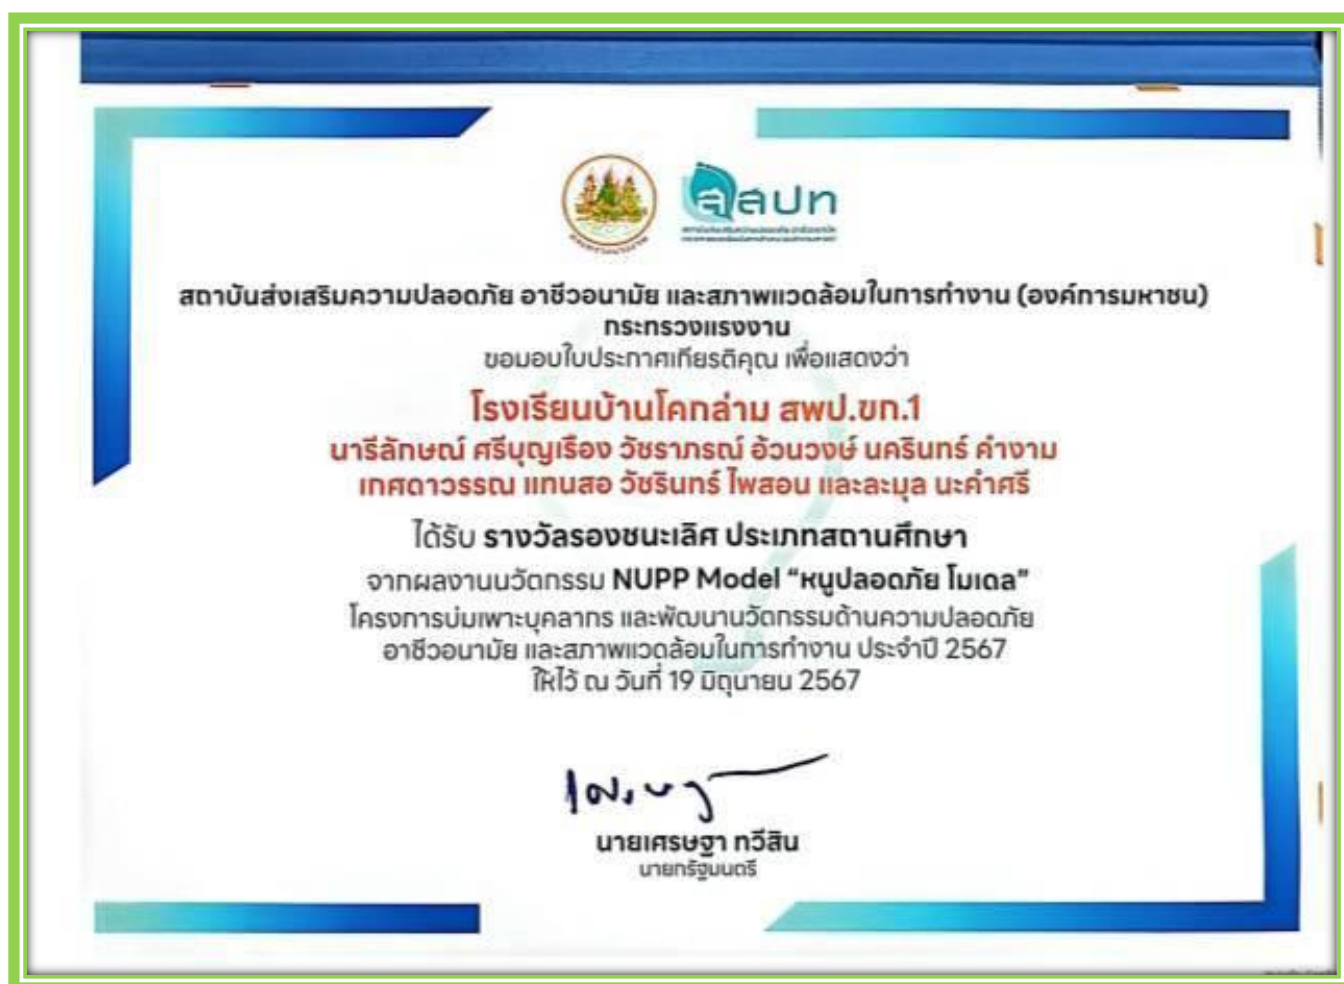 สสปท
สถาบันส่งเสริมความปลอดภัย อาชีวอนามัย และสภาพแวดล้อมในการทำงาน (องค์การมหาชน)
กระทรวงแรงงาน
ขอมอบใบประกาศเกียรติคุณ เพื่อแสดงว่า
โรงเรียนบ้านโคกล่าม สพป.ขก.1
นารีลักษณ์ ศรีบุญเรือง วัชราภรณ์ อ้วนวงษ์ นครินทร์ คำงาม
เกศดาวรรณ แทนสอ วัชรินทร์ ไพสอน และละมุล นะคำศรี
ได้รับ รางวัลรองชนะเลิศ ประเภทสถานศึกษา
จากผลงานนวัตกรรม NUPP Model “หนูปลอดภัย โมเดล”
โครงการบ่มเพาะบุคลากร และพัฒนานวัตกรรมด้านความปลอดภัย
อาชีวอนามัย และสภาพแวดล้อมในการทำงาน ประจำปี 2567
ให้ไว้ ณ วันที่ 19 มิถุนายน 2567
นายเศรษฐา ทวีสิน
นายกรัฐมนตรี